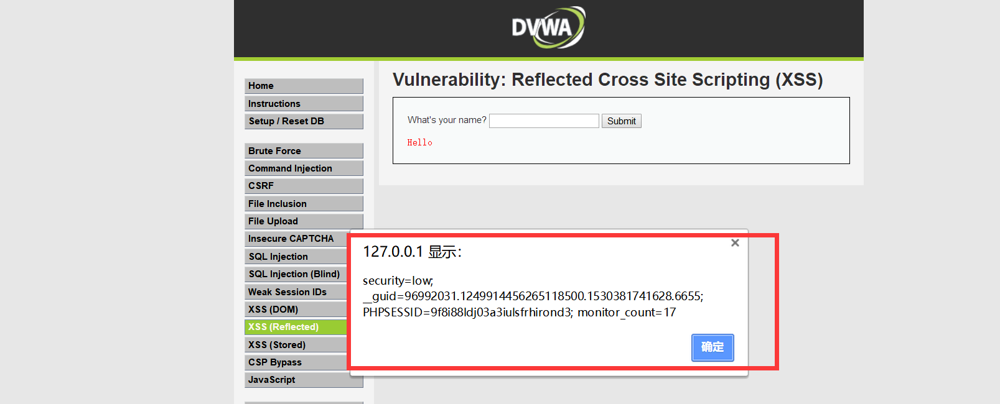 DVWA
Home
Instructions
Setup / Reset DB
Brute Force
Command Injection
CSRF
File Inclusion
File Upload
Insecure CAPTCHA
SQL Injection
SQL Injection (Blind)
Weak Session IDs
XSS (DOM)
XSS (Reflected)
XSS (Stored)
CSP Bypass
JavaScript
Vulnerability: Reflected Cross Site Scripting (XSS)
What's your name? Submit
Hello
127.0.0.1 显示：
security=low;
__guid=96992031.1249914456265118500.1530381741628.6655;
PHPSESSID=9f8i88ldj03a3iulsfrhirond3; monitor_count=17
确定